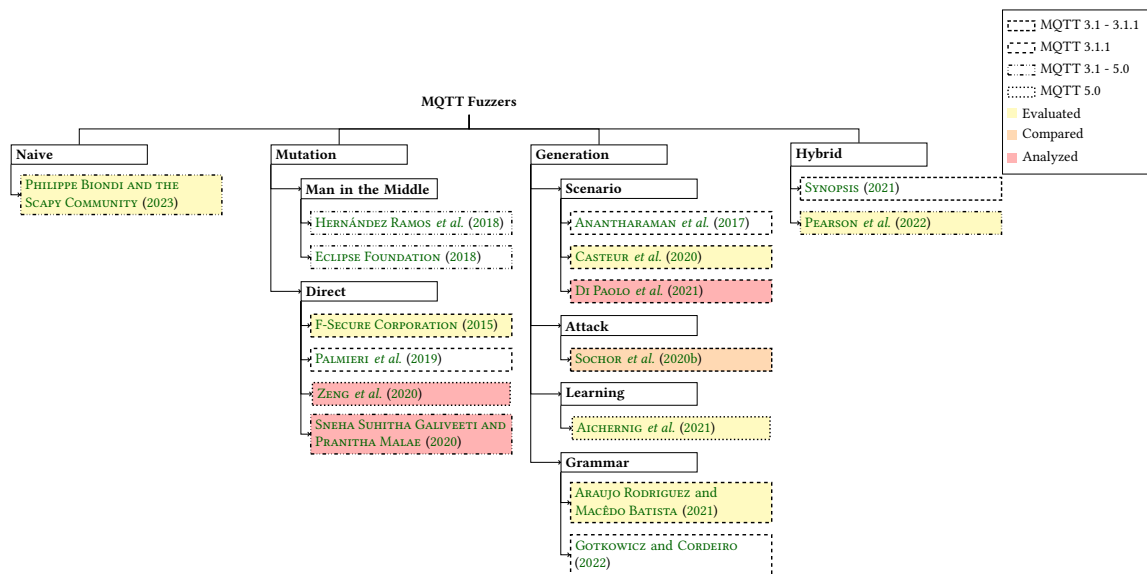 MQTT 3.1 - 3.1.1
MQTT 3.1.1
MQTT 3.1 - 5.0
MQTT 5.0
Evaluated
Compared
Analyzed
MQTT Fuzzers
Naive
Philippe Biondi and the
Scapy Community (2023)
Mutation
Man in the Middle
Hernández Ramos et al. (2018)
Eclipse Foundation (2018)
Direct
F-Secure Corporation (2015)
Palmieri et al. (2019)
Zeng et al. (2020)
Sneha Suhitha Galiveeti and
Pranitha Malae (2020)
Generation
Scenario
Anantharaman et al. (2017)
Casteur et al. (2020)
Di Paolo et al. (2021)
Attack
Sochor et al. (2020b)
Learning
Aichernig et al. (2021)
Grammar
Araujo Rodriguez and
Macêdo Batista
(2021)
Gotkowicz and Cordeiro
(2022)
Hybrid
Synopsis (2021)
Pearson et al. (2022)